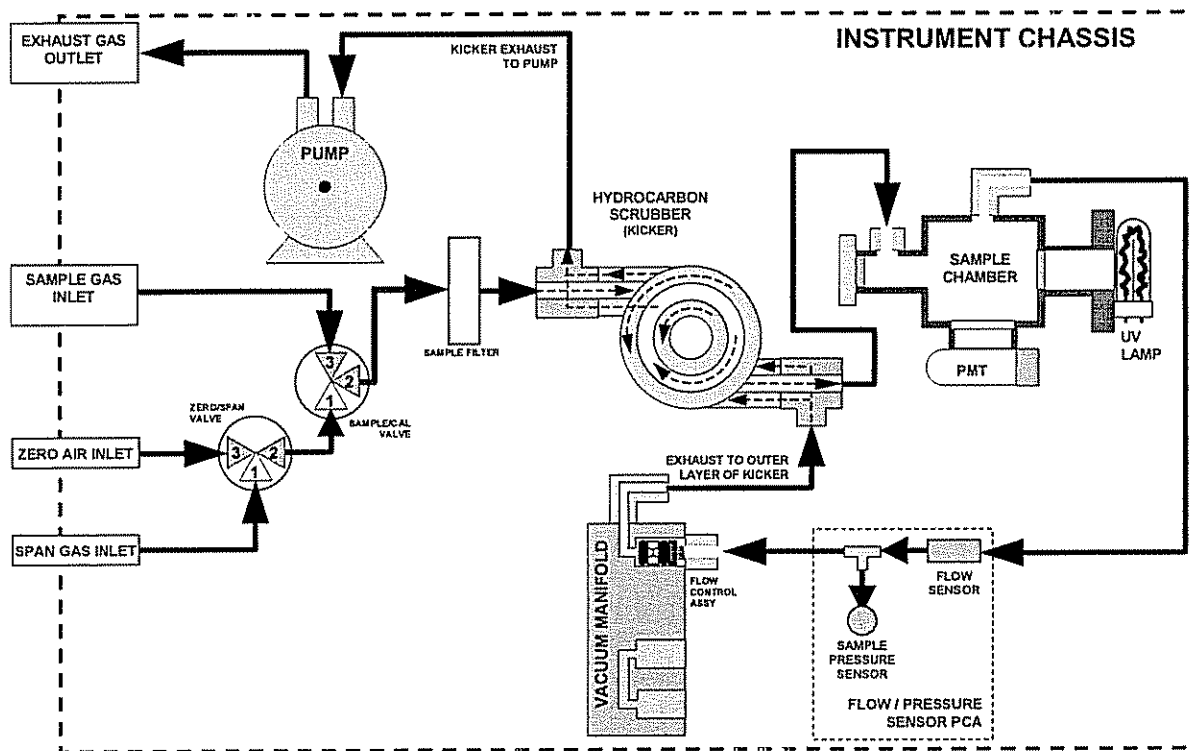 INSTRUMENT CHASSIS
EXHAUST GAS
OUTLET
KICKER EXHAUST
TO PUMP
PUMP
HYDROCARBON
SCRUBBER
(KICKER)
SAMPLE GAS
INLET
SAMPLE
CHAMBER
SAMPLE FILTER
UV
LAMP
PMT
3
2
1
SAMPLE/CAL
VALVE
ZERO/SPAN
VALVE
ZERO AIR INLET
3
2
1
EXHAUST TO OUTER
LAYER OF KICKER
SPAN GAS INLET
VACUUM MANIFOLD
FLOW
CONTROL
ASSY
FLOW
SENSOR
SAMPLE
PRESSURE
SENSOR
FLOW / PRESSURE
SENSOR PCA